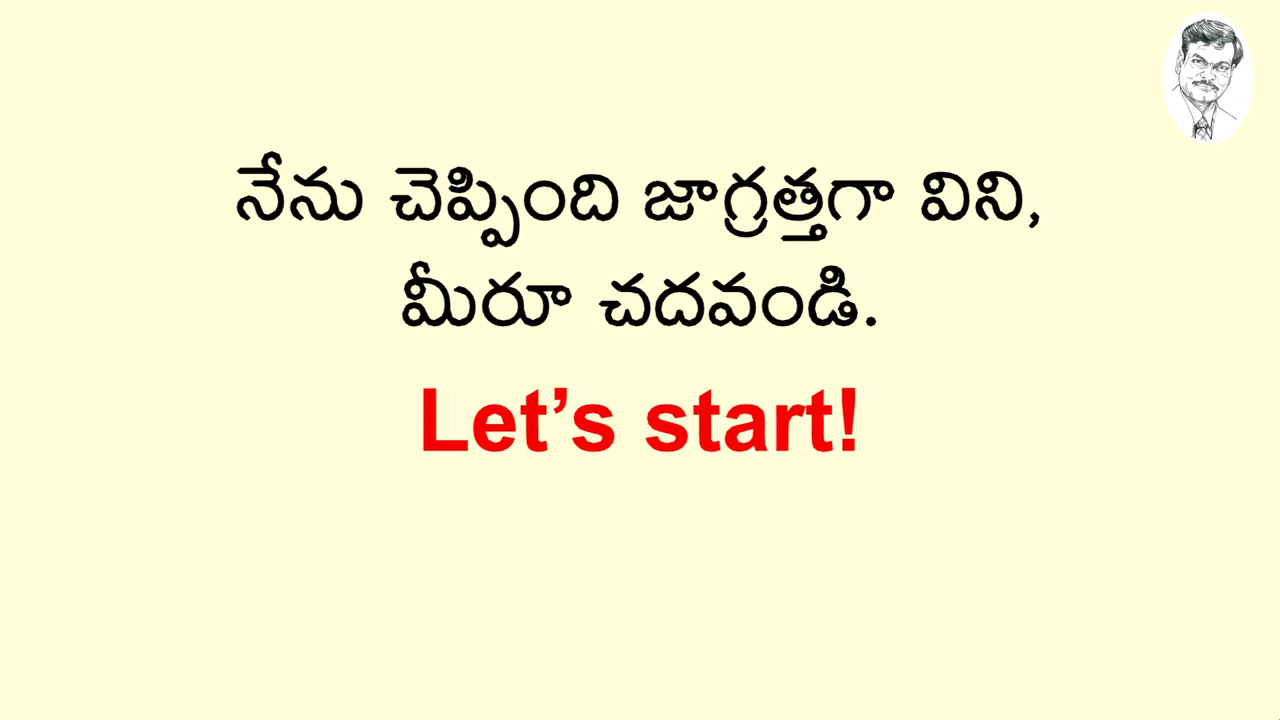 నేను చెప్పింది జాగ్రత్తగా విని,
మీరూ చదవండి.
Let’s start!